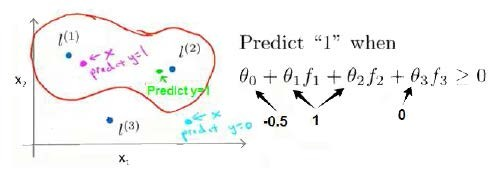 l(1)
← x
predict y=1
l(2)
Predict y=1
x2
l(3)
← x
predict y=0
x1
Predict “1” when
θ0 + θ1f1 + θ2f2 + θ3f3 ≥ 0
-0.5 1 0